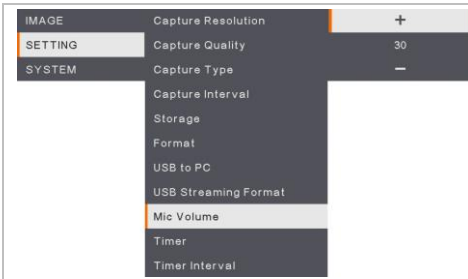 IMAGE
SETTING
SYSTEM
Capture Resolution
Capture Quality
Capture Type
Capture Interval
Storage
Format
USB to PC
USB Streaming Format
Mic Volume
Timer
Timer Interval
+
30
−